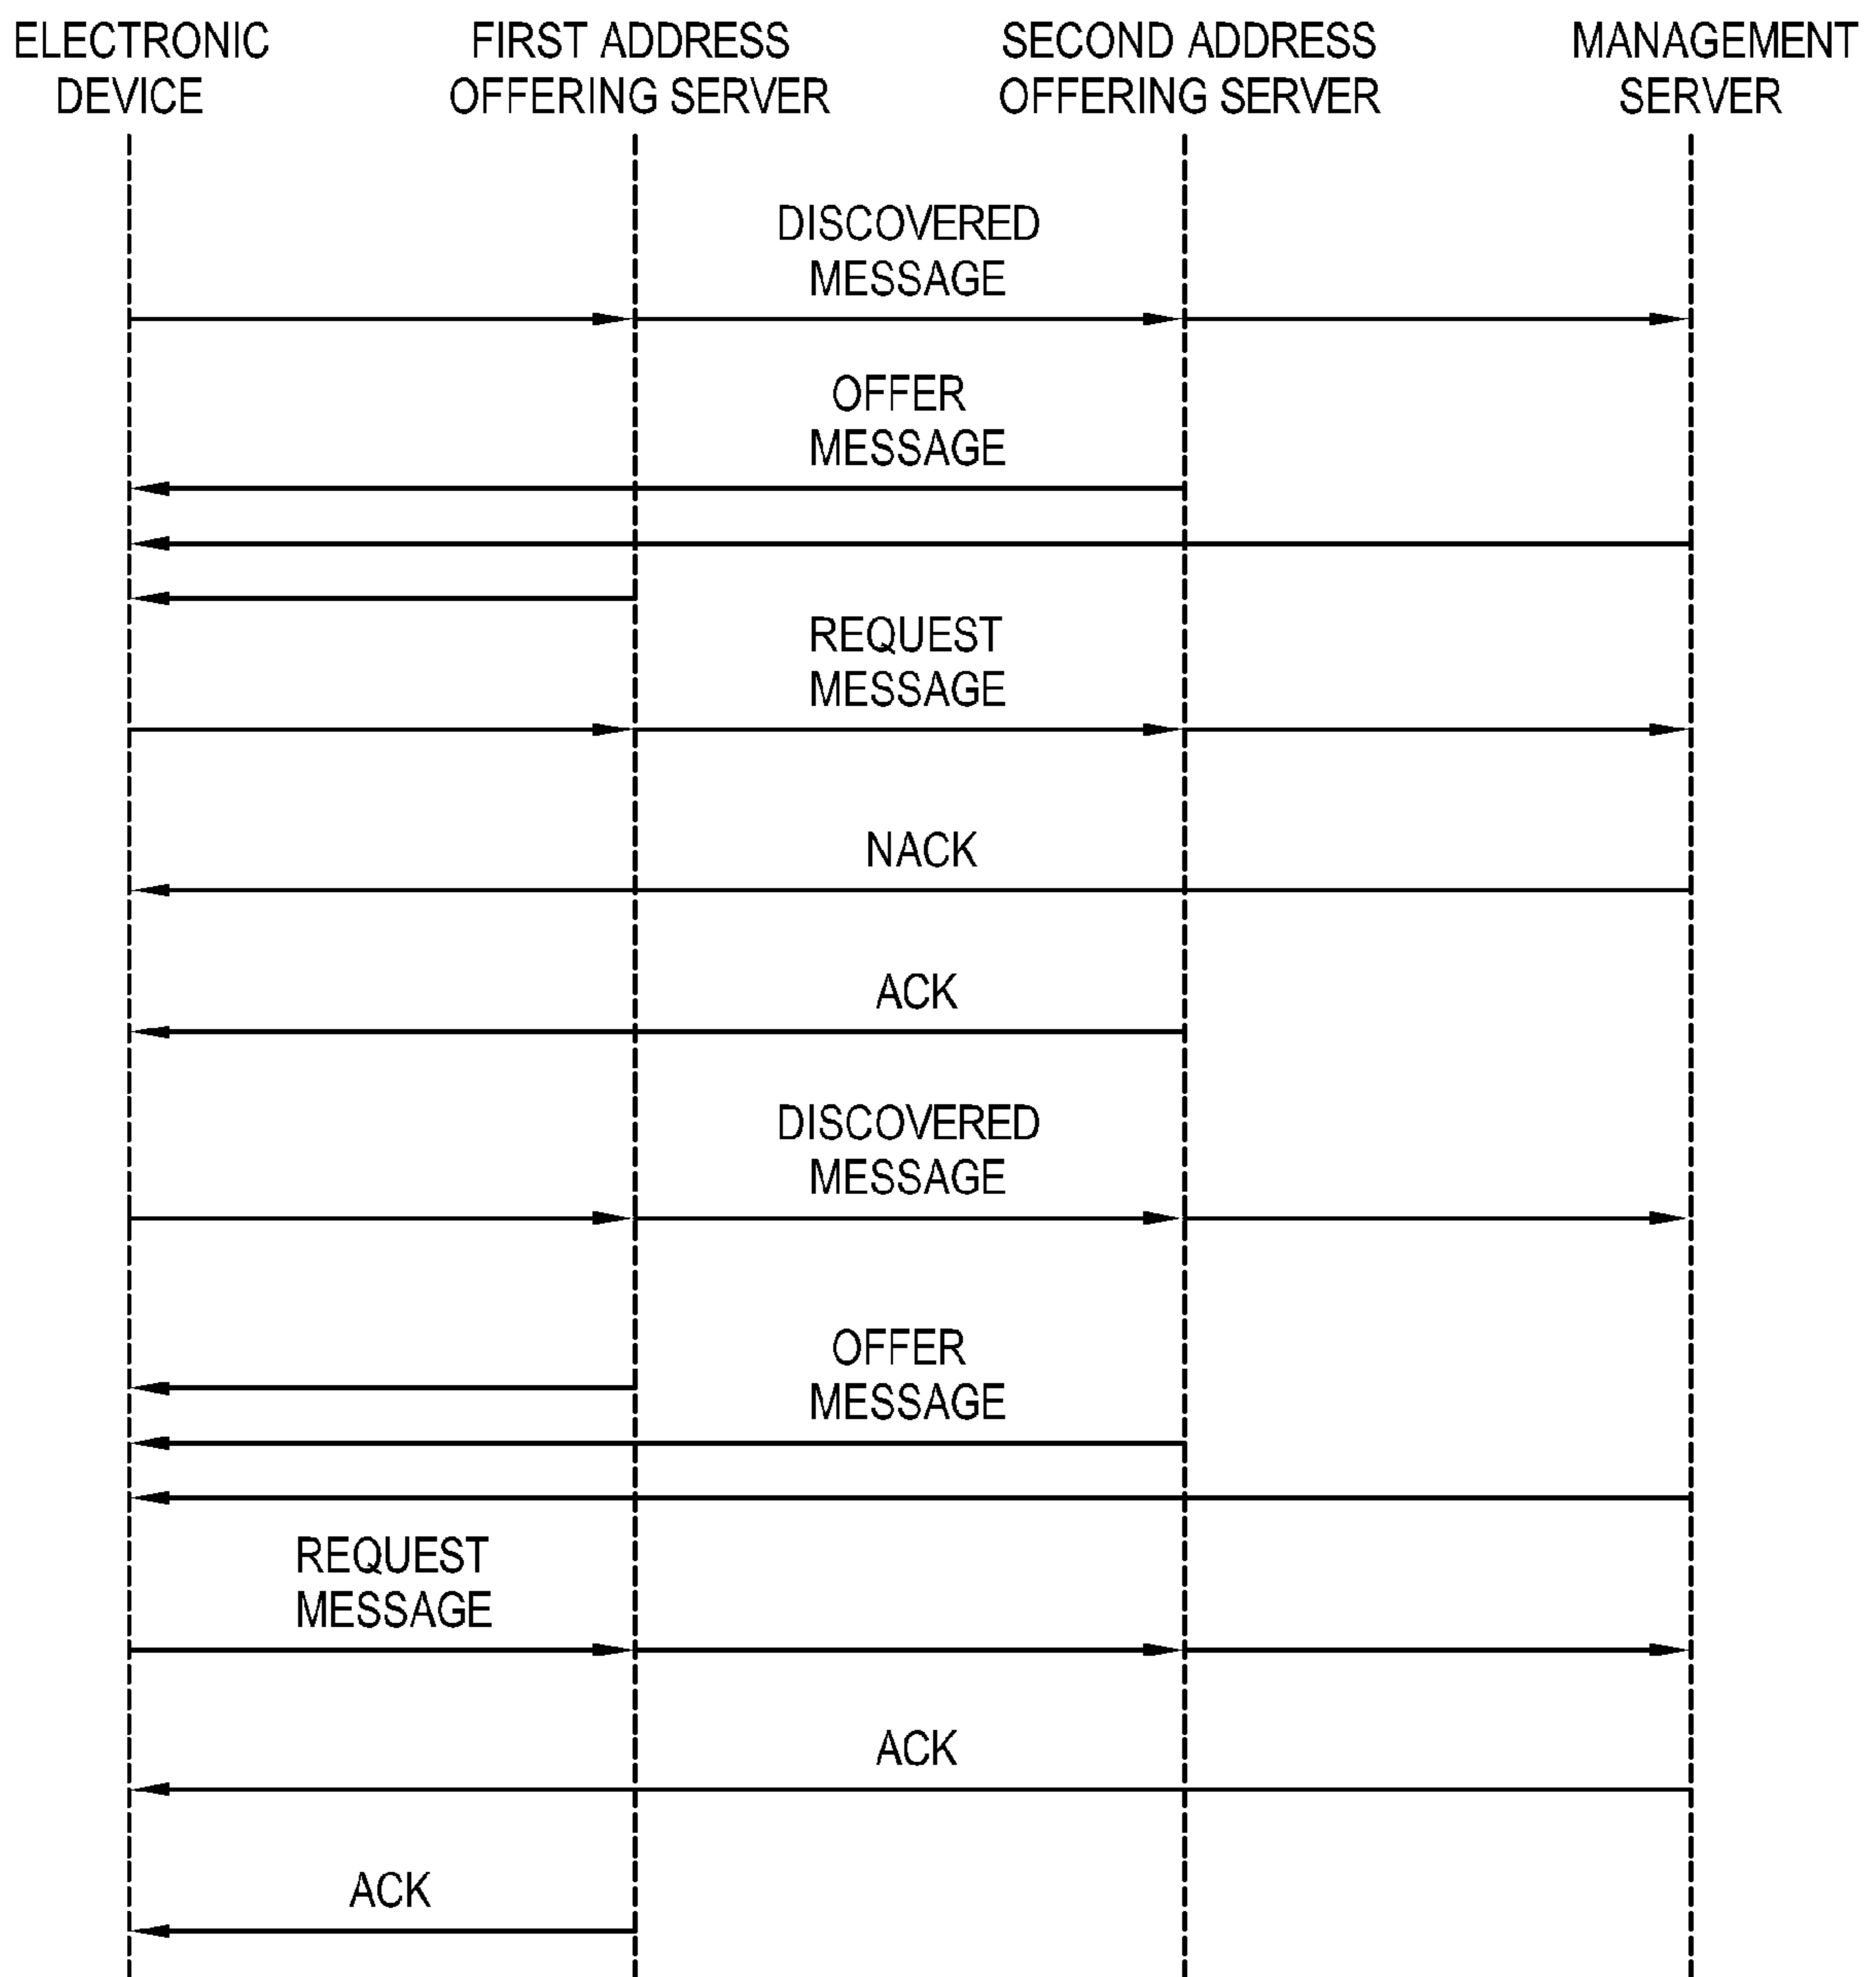 ELECTRONIC
DEVICE
FIRST ADDRESS
OFFERING SERVER
SECOND ADDRESS
OFFERING SERVER
MANAGEMENT
SERVER
DISCOVERED
MESSAGE
OFFER
MESSAGE
REQUEST
MESSAGE
NACK
ACK
DISCOVERED
MESSAGE
OFFER
MESSAGE
REQUEST
MESSAGE
ACK
ACK